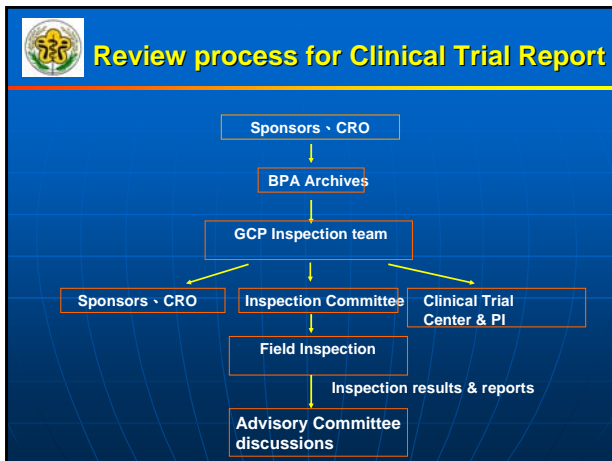 Review process for Clinical Trial Report
Sponsors、CRO
BPA Archives
GCP Inspection team
Sponsors、CRO
Inspection Committee
Clinical Trial
Center & PI
Field Inspection
Inspection results & reports
Advisory Committee
discussions